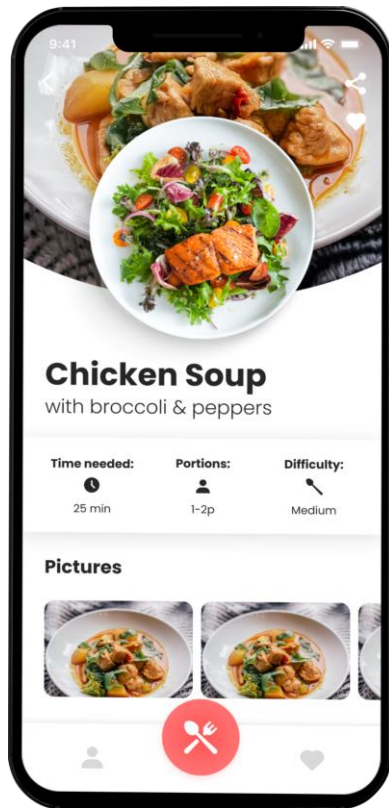 9:41
Chicken Soup
with broccoli & peppers
Time needed: Portions: Difficulty:
25 min 1-2p Medium
Pictures